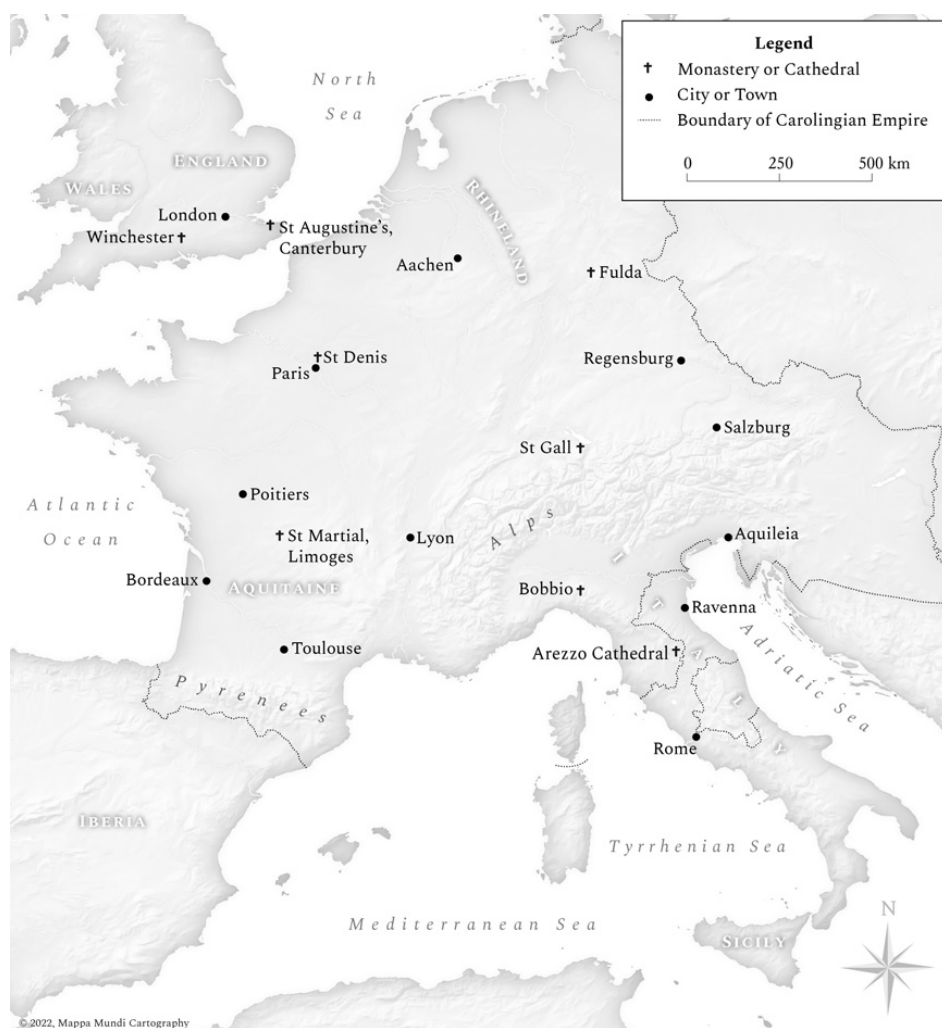 Legend
Monastery or Cathedral
City or Town
Boundary of Carolingian Empire
0 250 500 km
North
Sea
ENGLAND
WALES
RHINELAND
London
Winchester
St Augustine’s,
Canterbury
Aachen
Fulda
St Denis
Paris
Regensburg
Salzburg
St Gall
Atlantic
Ocean
Poitiers
St Martial,
Limoges
Lyon
Alps
Aquileia
Bordeaux
AQUITAINE
Bobbio
ITALY
Ravenna
Toulouse
Arezzo Cathedral
Adriatic Sea
Pyrenees
Rome
IBERIA
Tyrrhenian Sea
Mediterranean Sea
N
SICILY
© 2022, Mappa Mundi Cartography